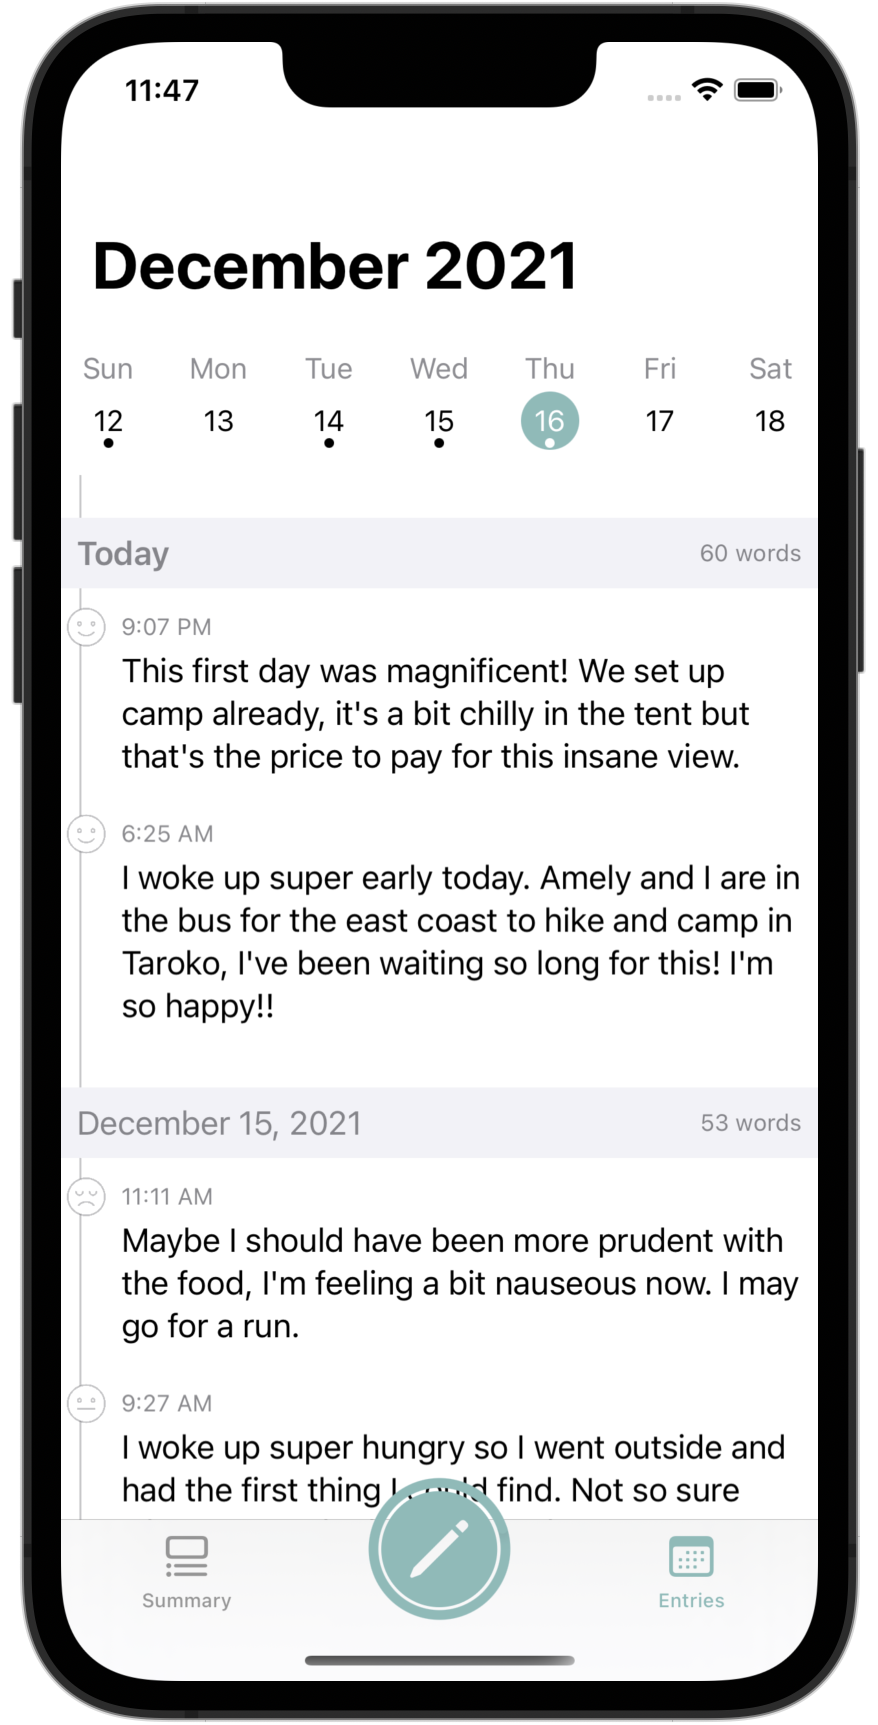 11:47
December 2021
Sun Mon Tue Wed Thu Fri Sat
12 13 14 15 16 17 18
Today 60 words
9:07 PM
This first day was magnificent! We set up
camp already, it's a bit chilly in the tent but
that's the price to pay for this insane view.
6:25 AM
I woke up super early today. Amely and I are in
the bus for the east coast to hike and camp in
Taroko, I've been waiting so long for this! I'm
so happy!!
December 15, 2021 53 words
11:11 AM
Maybe I should have been more prudent with
the food, I'm feeling a bit nauseous now. I may
go for a run.
9:27 AM
I woke up super hungry so I went outside and
had the first thing I could find. Not so sure
Summary Entries